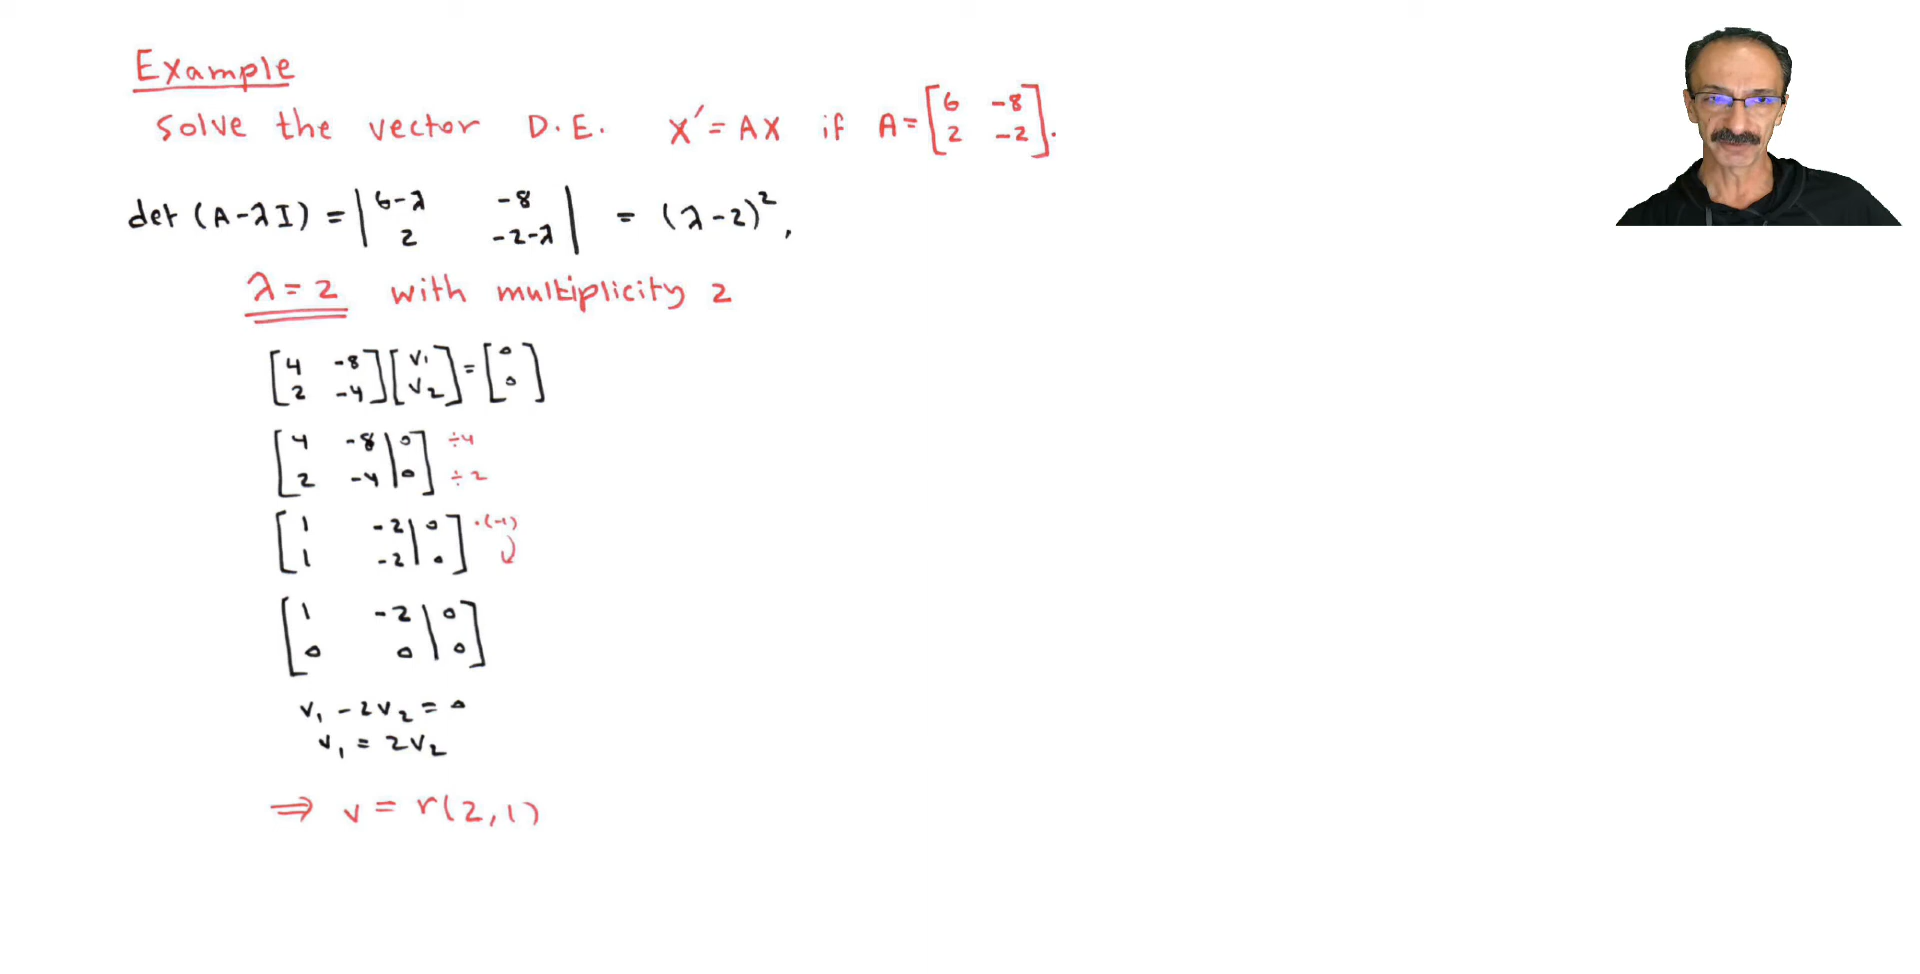 Example
Solve the vector D.E. X' = AX if A = [6 -8; 2 -2].
det (A-λI) = |6-λ -8; 2 -2-λ| = (λ-2)²,
λ = 2 with multiplicity 2
[4 -8; 2 -4] [v₁; v₂] = [0; 0]
[4 -8 | 0; 2 -4 | 0] ÷4 ÷2
[1 -2 | 0; 1 -2 | 0] ·(-1)
[1 -2 | 0; 0 0 | 0]
v₁ - 2v₂ = 0
v₁ = 2v₂
⇒ v = r(2,1)